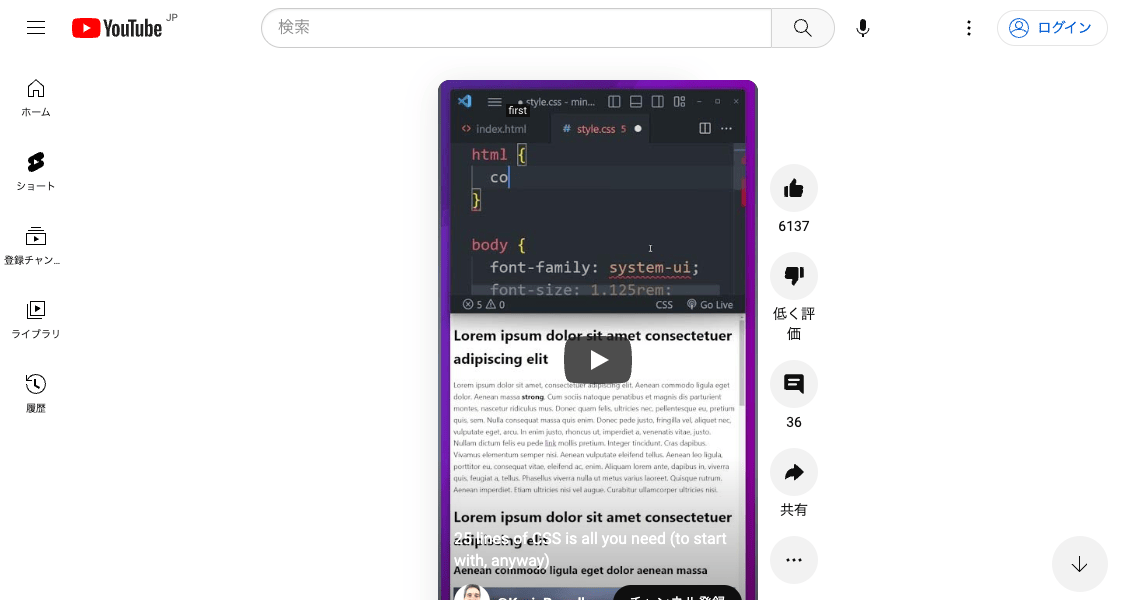 YouTube JP
検索
ログイン
ホーム
ショート
登録チャン...
ライブラリ
履歴
style.css - min...
first
index.html
# style.css 5
html {
co
}
body {
font-family: system-ui;
font-size: 1.125rem;
5 0
CSS Go Live
Lorem ipsum dolor sit amet consectetuer
adipiscing elit
Lorem ipsum dolor sit amet, consectetuer adipiscing elit. Aenean commodo ligula eget
dolor. Aenean massa strong. Cum sociis natoque penatibus et magnis dis parturient
montes, nascetur ridiculus mus. Donec quam felis, ultricies nec, pellentesque eu, pretium
quis, sem. Nulla consequat massa quis enim. Donec pede justo, fringilla vel, aliquet nec,
vulputate eget, arcu. In enim justo, rhoncus ut, imperdiet a, venenatis vitae, justo.
Nullam dictum felis eu pede link mollis pretium. Integer tincidunt. Cras dapibus.
Vivamus elementum semper nisi. Aenean vulputate eleifend tellus. Aenean leo ligula,
porttitor eu, consequat vitae, eleifend ac, enim. Aliquam lorem ante, dapibus in, viverra
quis, feugiat a, tellus. Phasellus viverra nulla ut metus varius laoreet. Quisque rutrum.
Aenean imperdiet. Etiam ultricies nisi vel augue. Curabitur ullamcorper ultricies nisi.
Lorem ipsum dolor sit amet consectetuer
adipiscing elit
25 lines of CSS is all you need (to start
with, anyway)
Aenean commodo ligula eget dolor aenean massa
チャンネル登録
6137
低く評
価
36
共有